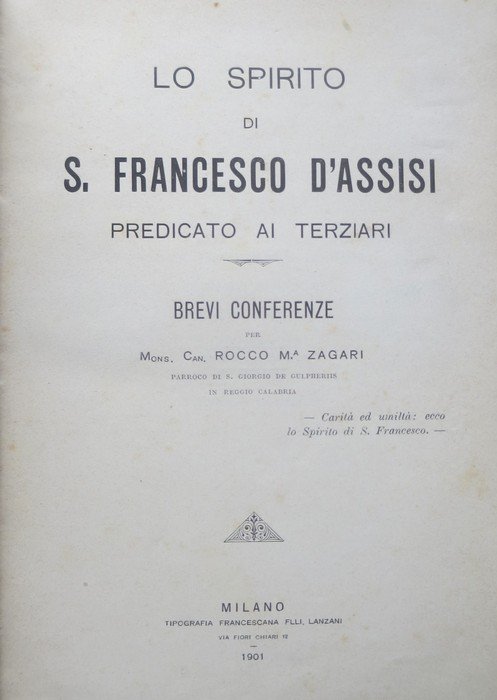 LO SPIRITO
DI
S. FRANCESCO D'ASSISI
PREDICATO AI TERZIARI
BREVI CONFERENZE
PER
MONS. CAN. ROCCO M.A ZAGARI
PARROCO DI S. GIORGIO DE GULPHERIIS
IN REGGIO CALABRIA
— Carità ed umiltà: ecco
lo Spirito di S. Francesco. —
MILANO
TIPOGRAFIA FRANCESCANA FLLI, LANZANI
VIA FIORI CHIARI 12
—
1901